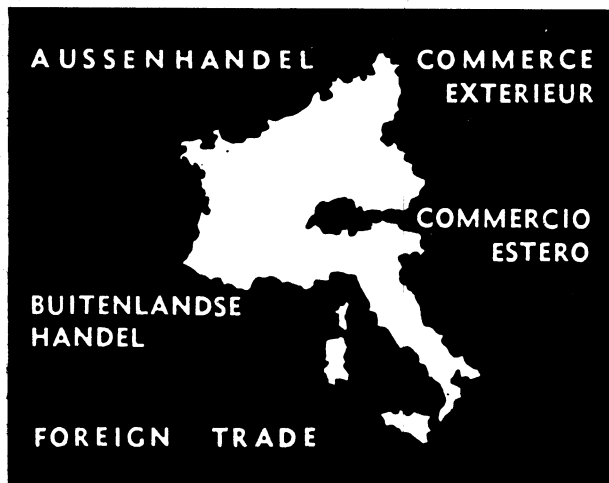 AUSSENHANDEL
COMMERCE
EXTERIEUR
COMMERCIO
ESTERO
BUITENLANDSE
HANDEL
FOREIGN TRADE